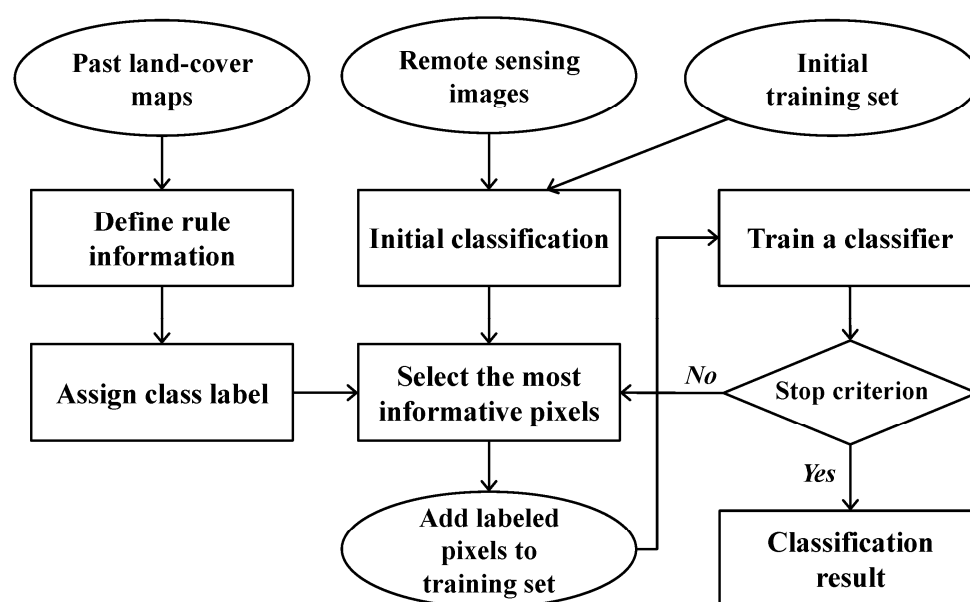 Past land-cover
maps
Remote sensing
images
Initial
training set
Define rule
information
Initial classification
Train a classifier
Assign class label
Select the most
informative pixels
No
Stop criterion
Yes
Add labeled
pixels to
training set
Classification
result